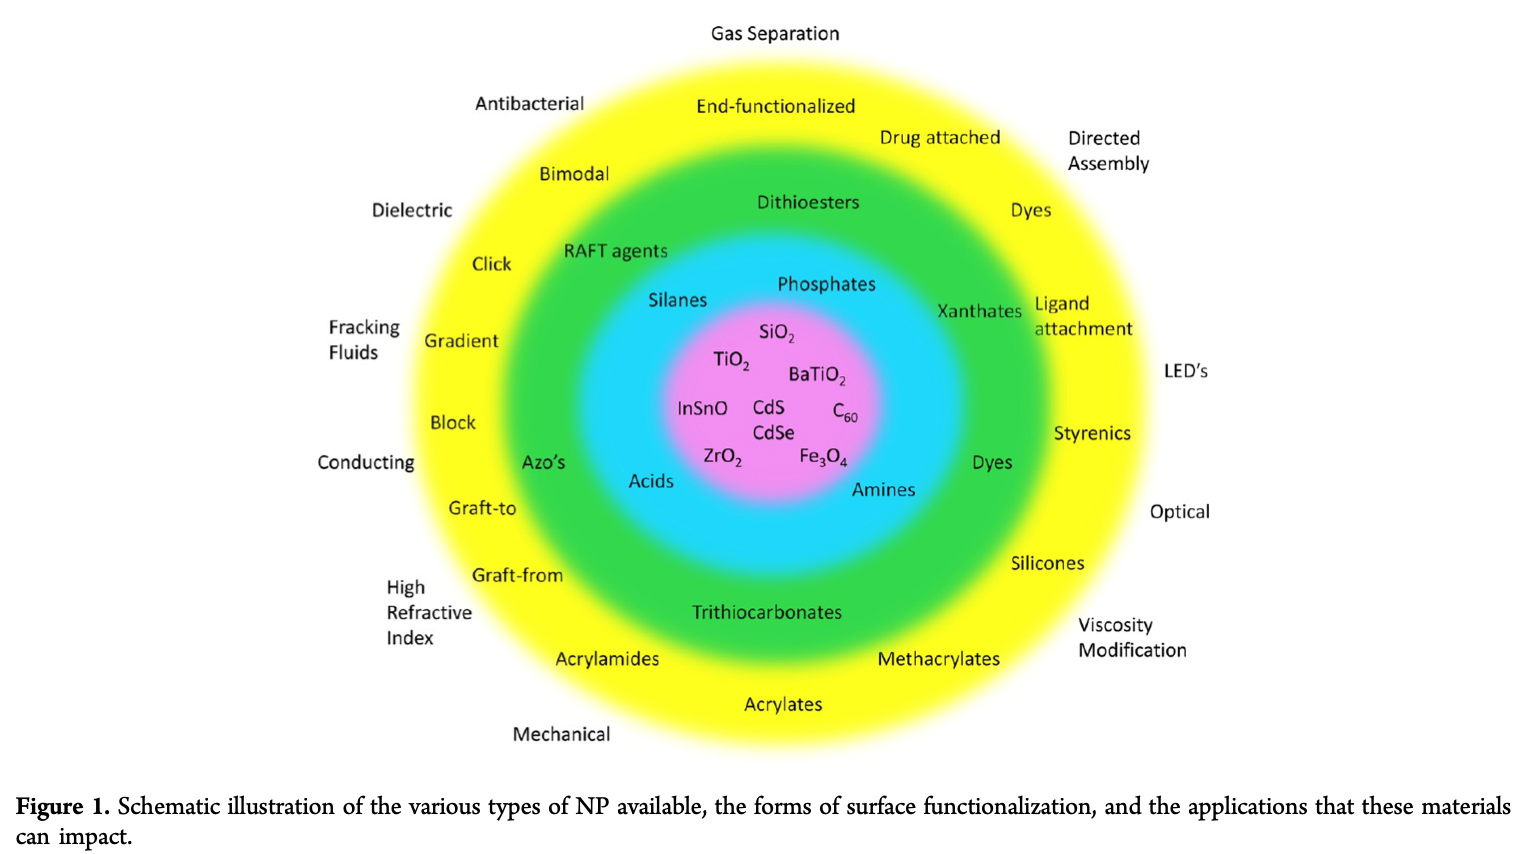 Gas Separation
Antibacterial
End-functionalized
Drug attached
Directed
Assembly
Bimodal
Dithioesters
Dielectric
Dyes
RAFT agents
Click
Phosphates
Silanes
Xanthates
Ligand
attachment
Fracking
Fluids
Gradient
SiO₂
TiO₂
BaTiO₂
LED's
InSnO
CdS
C₆₀
Block
CdSe
Styrenics
Conducting
Azo's
ZrO₂
Fe₃O₄
Dyes
Acids
Amines
Graft-to
Optical
Graft-from
Silicones
High
Refractive
Index
Trithiocarbonates
Viscosity
Modification
Acrylamides
Methacrylates
Acrylates
Mechanical
Figure 1. Schematic illustration of the various types of NP available, the forms of surface functionalization, and the applications that these materials
can impact.